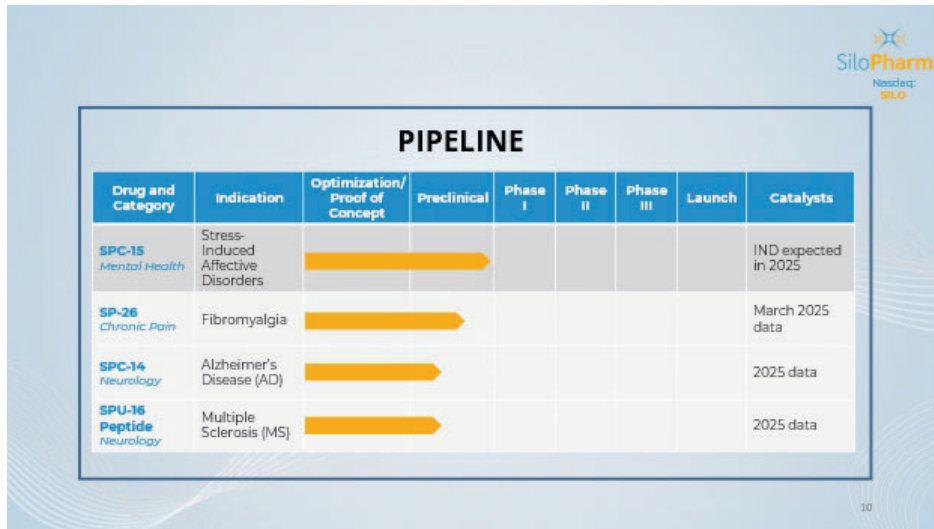 SiloPharm
Nasdaq:
SILO
PIPELINE
Drug and
Category
Indication
Optimization/
Proof of
Concept
Preclinical
Phase
I
Phase
II
Phase
III
Launch
Catalysts
SPC-15
Mental Health
Stress-
Induced
Affective
Disorders
IND expected
in 2025
SP-26
Chronic Pain
Fibromyalgia
March 2025
data
SPC-14
Neurology
Alzheimer's
Disease (AD)
2025 data
SPU-16
Peptide
Neurology
Multiple
Sclerosis (MS)
2025 data
10